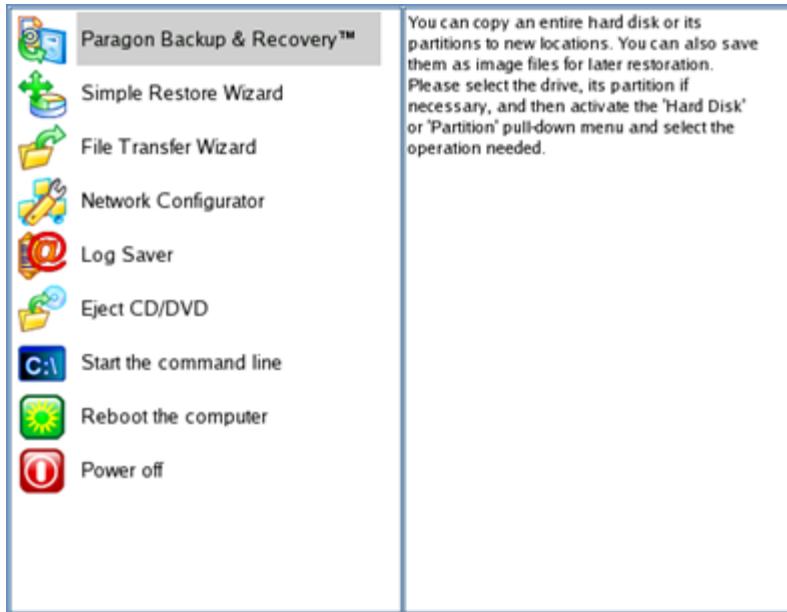 Paragon Backup & Recovery™
Simple Restore Wizard
File Transfer Wizard
Network Configurator
Log Saver
Eject CD/DVD
C:\
Start the command line
Reboot the computer
Power off
You can copy an entire hard disk or its
partitions to new locations. You can also save
them as image files for later restoration.
Please select the drive, its partition if
necessary, and then activate the 'Hard Disk'
or 'Partition' pull-down menu and select the
operation needed.